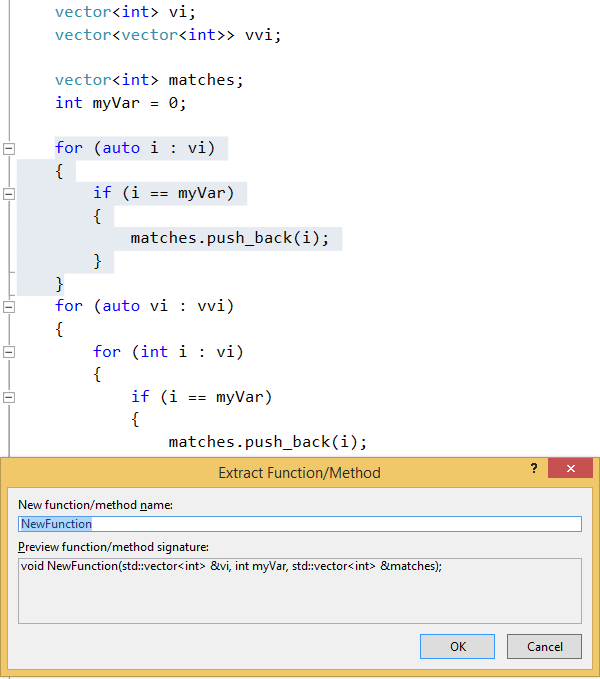 vector<int> vi;
vector<vector<int>> vvi;
vector<int> matches;
int myVar = 0;
for (auto i : vi)
{
if (i == myVar)
{
matches.push_back(i);
}
}
for (auto vi : vvi)
{
for (int i : vi)
{
if (i == myVar)
{
matches.push_back(i);
Extract Function/Method
?
New function/method name:
NewFunction
Preview function/method signature:
void NewFunction(std::vector<int> &vi, int myVar, std::vector<int> &matches);
OK Cancel